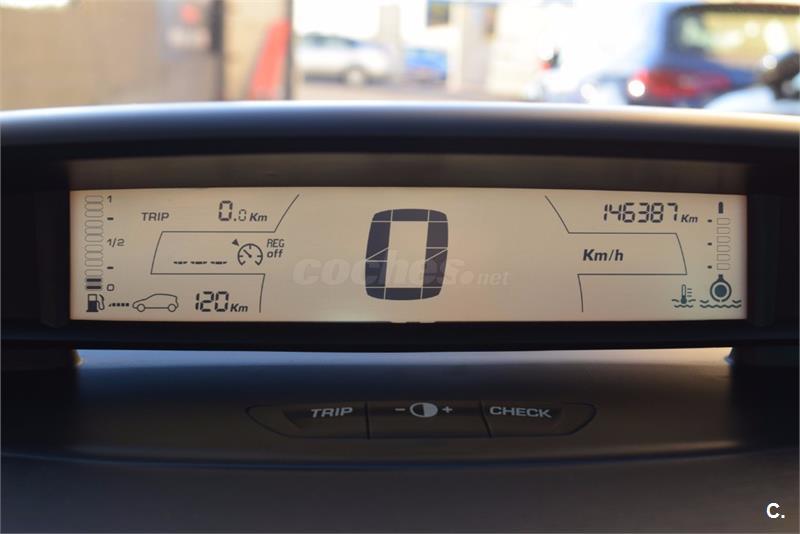 1
1/2
0
TRIP 0.0 Km
--- REG
off
120 Km
0
146387 Km
Km/h
coches.net
TRIP - + CHECK
C.